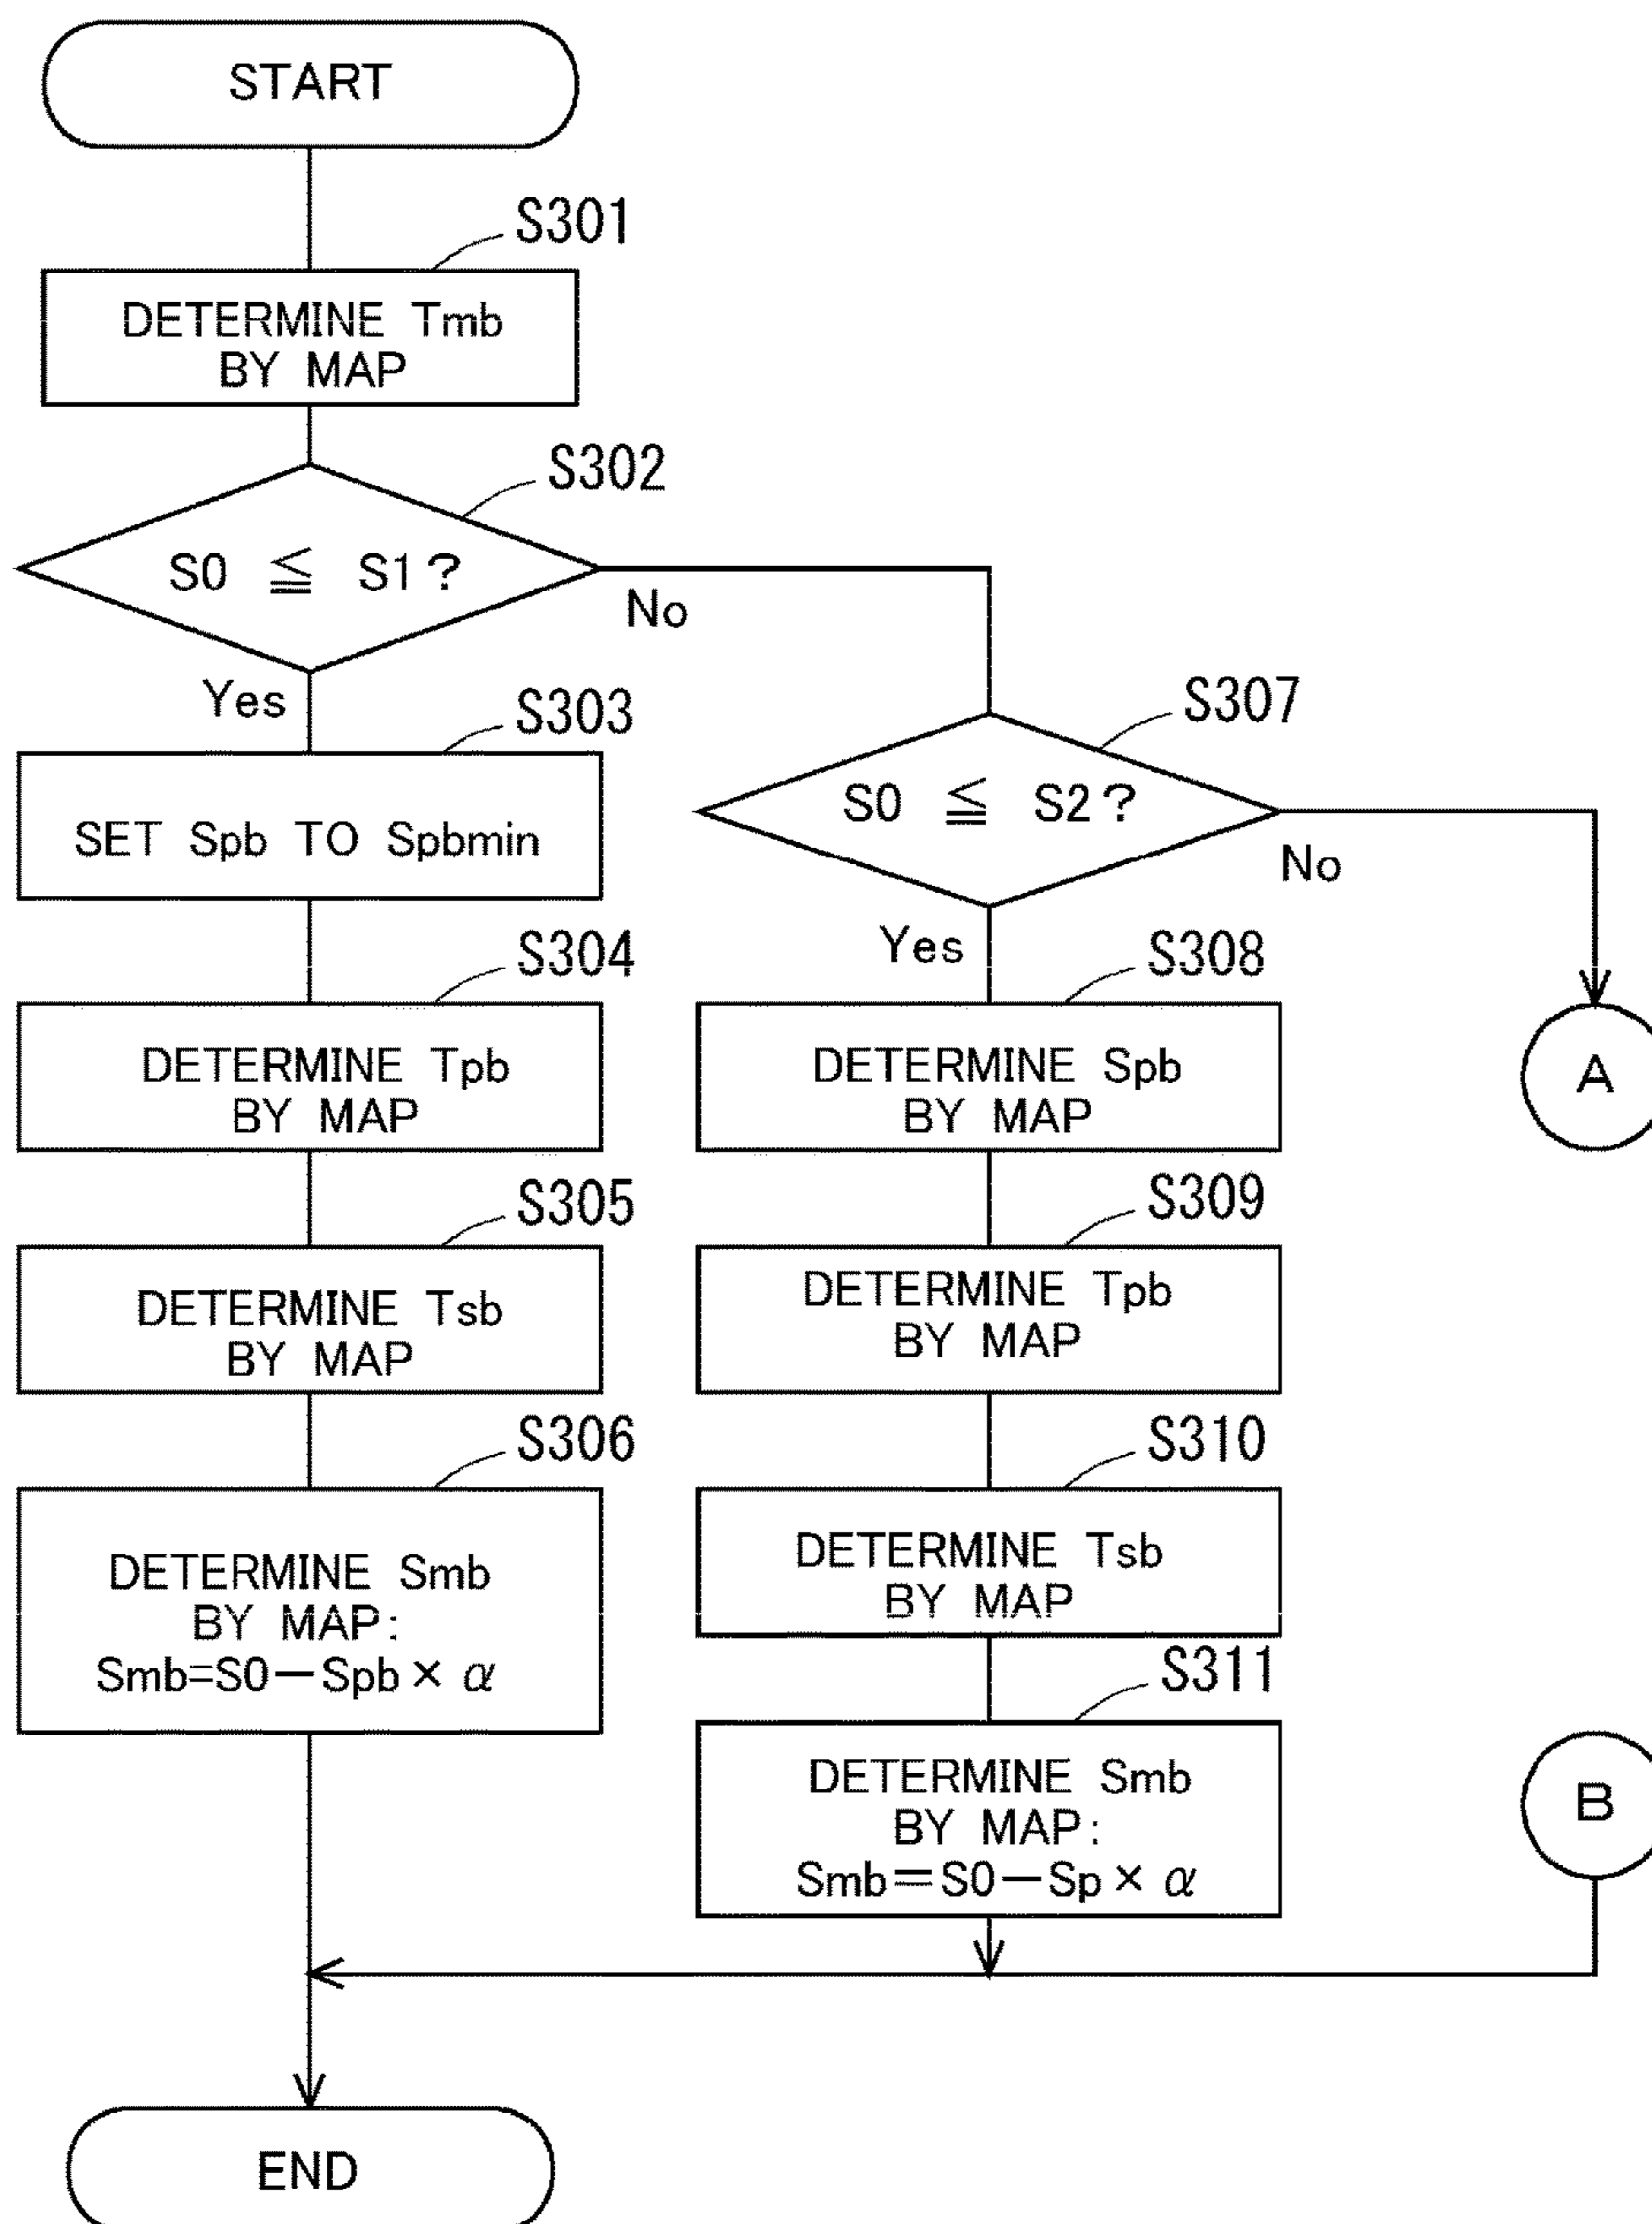 START
S301
DETERMINE Tmb
BY MAP
S302
S0 ≦ S1?
No
Yes
S303
SET Spb TO Spbmin
S304
DETERMINE Tpb
BY MAP
S305
DETERMINE Tsb
BY MAP
S306
DETERMINE Smb
BY MAP:
Smb=S0-Spb×α
S307
S0 ≦ S2?
No
Yes
S308
DETERMINE Spb
BY MAP
S309
DETERMINE Tpb
BY MAP
S310
DETERMINE Tsb
BY MAP
S311
DETERMINE Smb
BY MAP:
Smb=S0-Sp×α
A
B
END